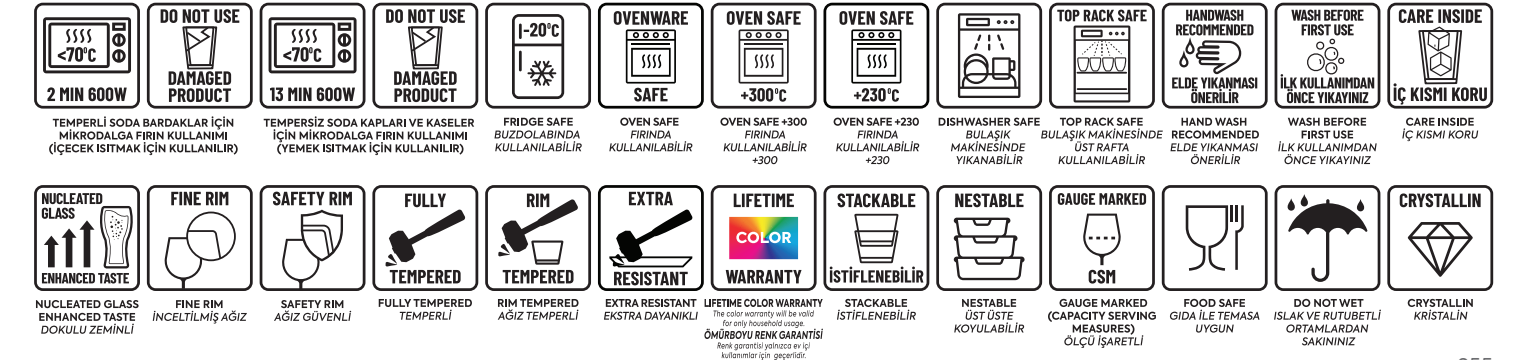 <70°C
2 MIN 600W
TEMPERLİ SODA BARDAKLAR İÇİN
MİKRODALGA FIRIN KULLANIMI
(İÇECEK ISITMAK İÇİN KULLANILIR)
DO NOT USE
DAMAGED
PRODUCT
<70°C
13 MIN 600W
TEMPERSİZ SODA KAPLARI VE KASELER
İÇİN MİKRODALGA FIRIN KULLANIMI
(YEMEK ISITMAK İÇİN KULLANILIR)
DO NOT USE
DAMAGED
PRODUCT
-20°C
FRIDGE SAFE
BUZDOLABINDA
KULLANILABİLİR
OVENWARE
SAFE
OVEN SAFE
FIRINDA
KULLANILABİLİR
OVEN SAFE
+300°C
OVEN SAFE +300
FIRINDA
KULLANILABİLİR
+300
OVEN SAFE
+230°C
OVEN SAFE +230
FIRINDA
KULLANILABİLİR
+230
DISHWASHER SAFE
BULAŞIK
MAKİNESİNDE
YIKANABİLİR
TOP RACK SAFE
TOP RACK SAFE
BULAŞIK MAKİNESİNDE
ÜST RAFTA
KULLANILABİLİR
HANDWASH
RECOMMENDED
ELDE YIKANMASI
ÖNERİLİR
HAND WASH
RECOMMENDED
ELDE YIKANMASI
ÖNERİLİR
WASH BEFORE
FIRST USE
İLK KULLANIMDAN
ÖNCE YIKAYINIZ
WASH BEFORE
FIRST USE
İLK KULLANIMDAN
ÖNCE YIKAYINIZ
CARE INSIDE
İÇ KISMI KORU
CARE INSIDE
İÇ KISMI KORU
NUCLEATED
GLASS
ENHANCED TASTE
NUCLEATED GLASS
ENHANCED TASTE
DOKULU ZEMİNLİ
FINE RIM
FINE RIM
İNCELTİLMİŞ AĞIZ
SAFETY RIM
SAFETY RIM
AĞIZ GÜVENLİ
FULLY
TEMPERED
FULLY TEMPERED
TEMPERLİ
RIM
TEMPERED
RIM TEMPERED
AĞIZ TEMPERLİ
EXTRA
RESISTANT
EXTRA RESISTANT
EKSTRA DAYANIKLI
LIFETIME
COLOR
WARRANTY
LIFETIME COLOR WARRANTY
The color warranty will be valid
for only household usage.
ÖMÜRBOYU RENK GARANTİSİ
Renk garantisi yalnızca ev içi
kullanımlar için geçerlidir.
STACKABLE
İSTİFLENEBİLİR
STACKABLE
İSTİFLENEBİLİR
NESTABLE
NESTABLE
ÜST ÜSTE
KOYULABİLİR
GAUGE MARKED
CSM
GAUGE MARKED
(CAPACITY SERVING
MEASURES)
ÖLÇÜ İŞARETLİ
FOOD SAFE
GIDA İLE TEMASA
UYGUN
DO NOT WET
ISLAK VE RUTUBETLİ
ORTAMLARDAN
SAKININIZ
CRYSTALLIN
CRYSTALLIN
KRİSTALİN